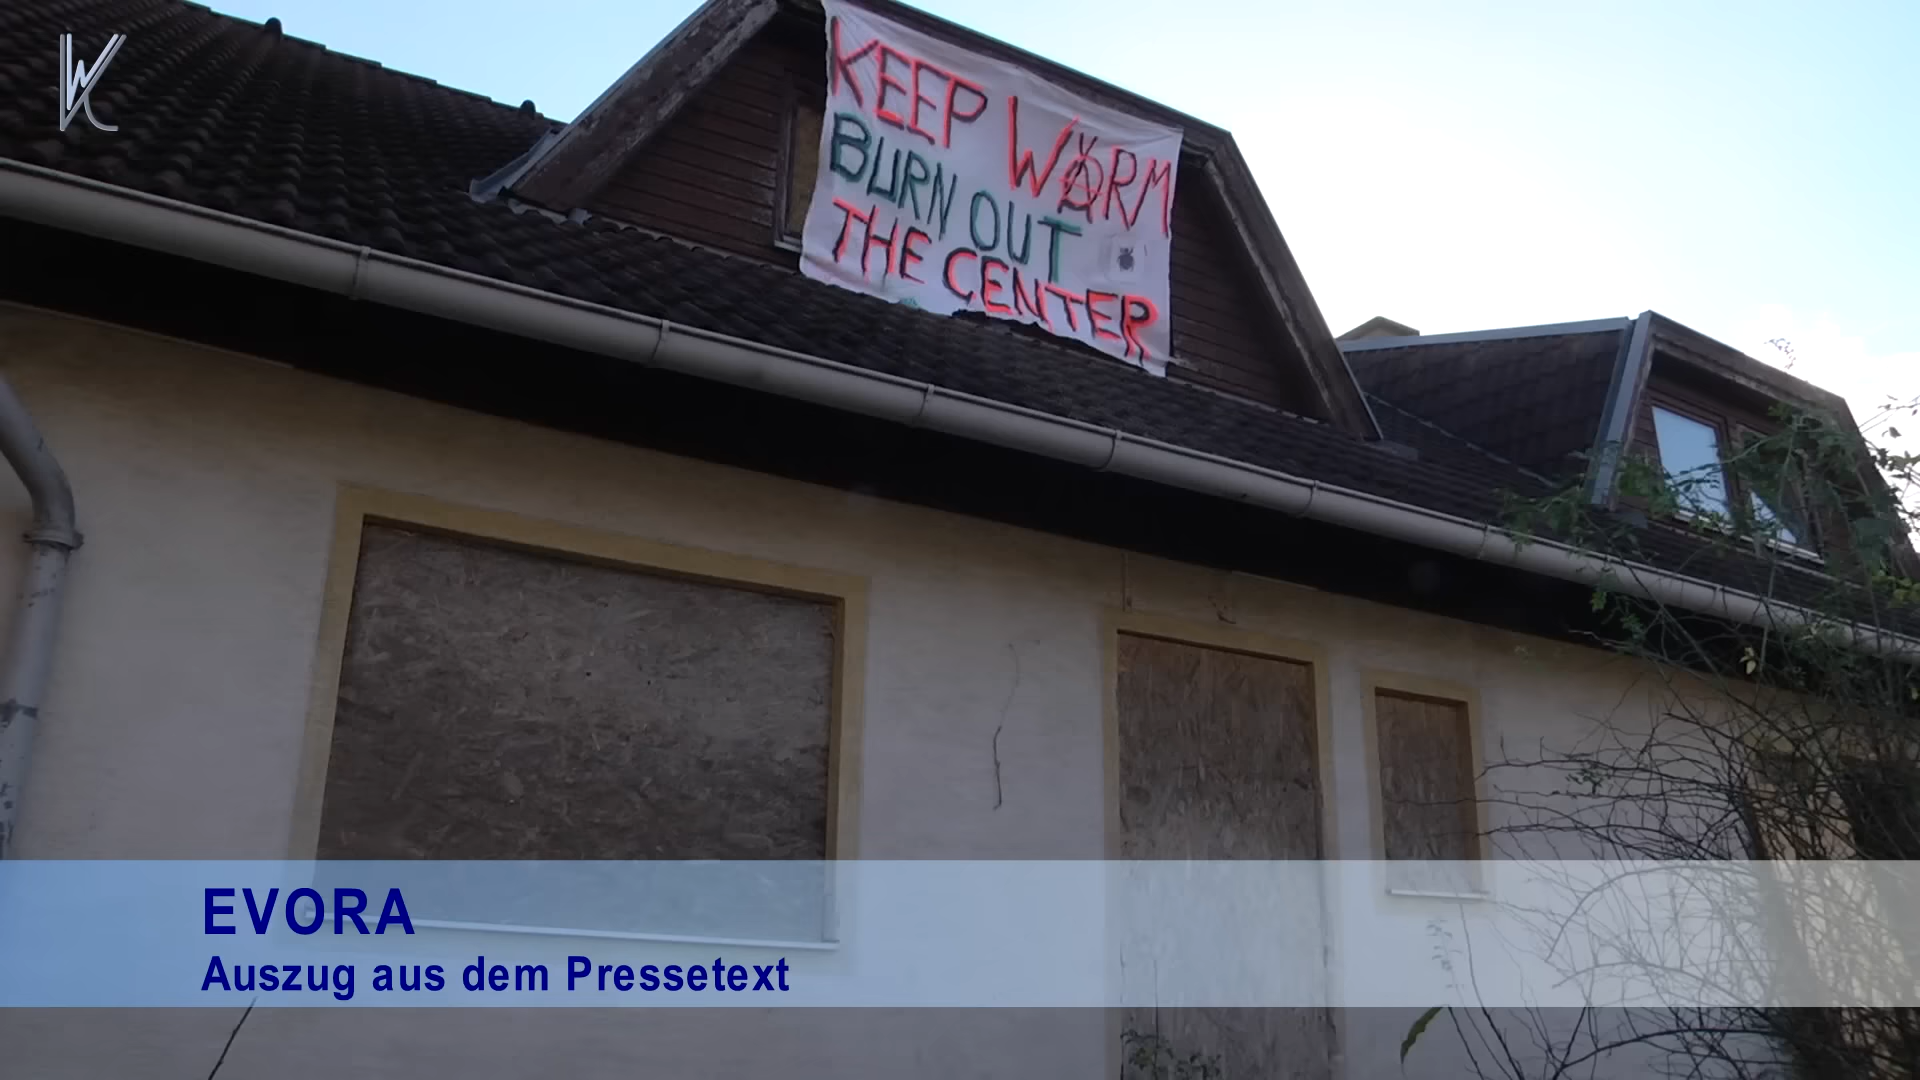 KEEP WARM
BURN OUT
THE CENTER
EVORA
Auszug aus dem Pressetext